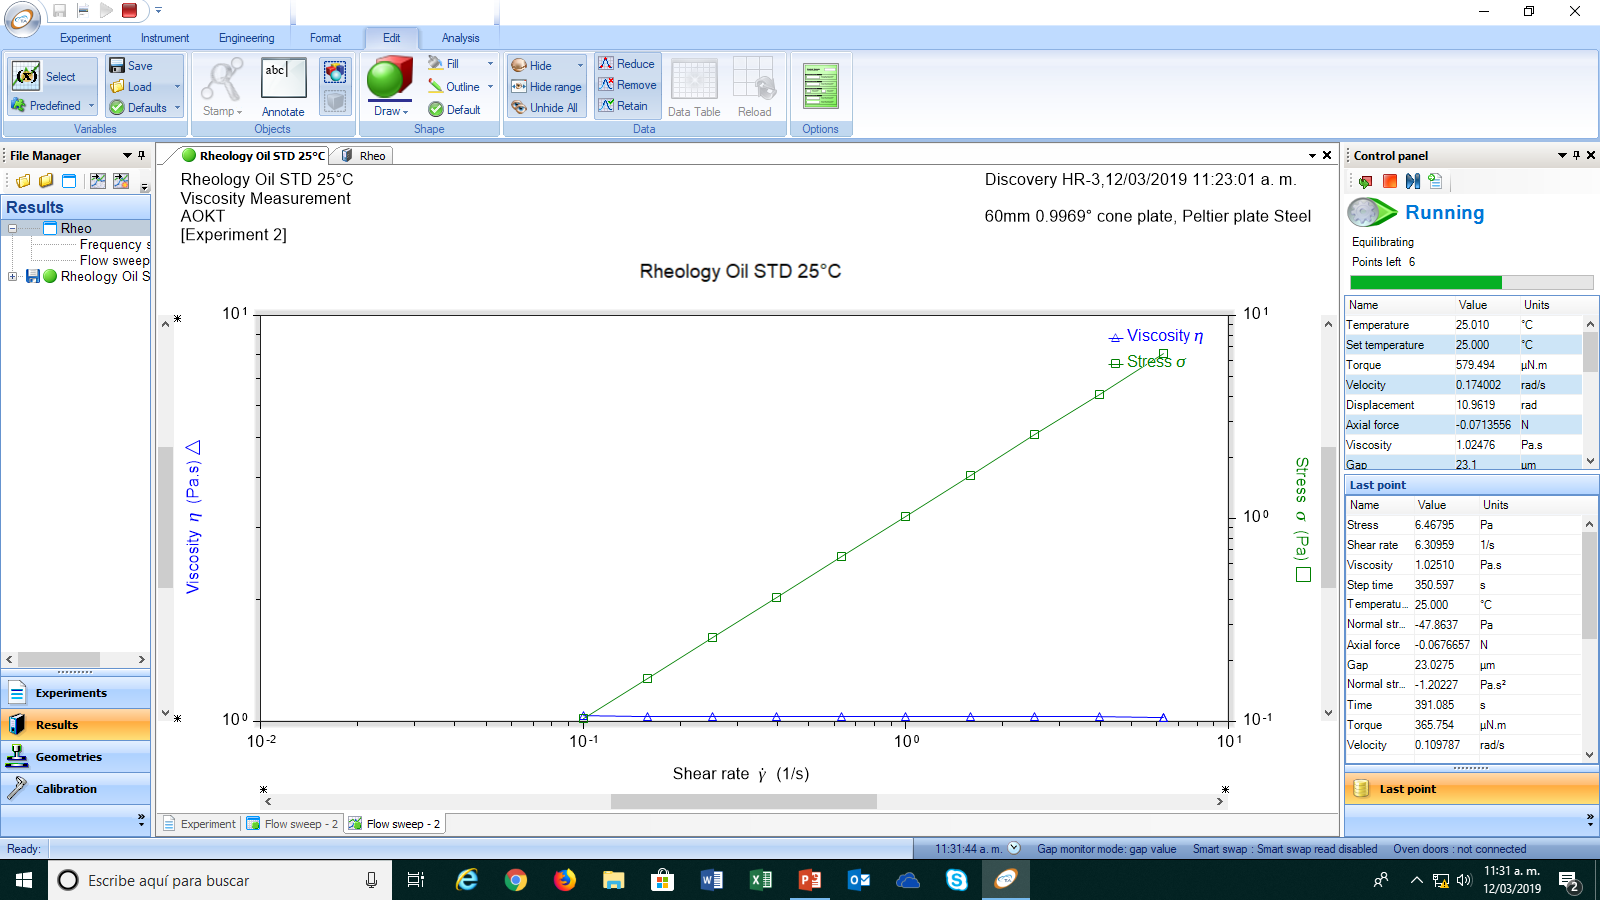 Experiment Instrument Engineering Format Edit Analysis
Select
Predefined
Save
Load
Defaults
Variables
Stamp
abc
Annotate
Objects
Draw
Fill
Outline
Default
Shape
Hide
Hide range
Unhide All
Reduce
Remove
Retain
Data Table
Reload
Data
Options
File Manager
Results
Rheo
Frequency s
Flow sweep
Rheology Oil S
Experiments
Results
Geometries
Calibration
Rheology Oil STD 25°C Rheo
Rheology Oil STD 25°C
Viscosity Measurement
AOKT
[Experiment 2]
Discovery HR-3,12/03/2019 11:23:01 a. m.
60mm 0.9969° cone plate, Peltier plate Steel
Rheology Oil STD 25°C
Viscosity η
Stress σ
10¹
10⁰
Viscosity η (Pa.s)
10¹
10⁰
10⁻¹
Stress σ (Pa)
10⁻² 10⁻¹ 10⁰ 10¹
Shear rate γ̇ (1/s)
Experiment Flow sweep - 2 Flow sweep - 2
Control panel
Running
Equilibrating
Points left 6
Name Value Units
Temperature 25.010 °C
Set temperature 25.000 °C
Torque 579.494 µN.m
Velocity 0.174002 rad/s
Displacement 10.9619 rad
Axial force -0.0713556 N
Viscosity 1.02476 Pa.s
Gap 23.1 µm
Last point
Name Value Units
Stress 6.46795 Pa
Shear rate 6.30959 1/s
Viscosity 1.02510 Pa.s
Step time 350.597 s
Temperatu... 25.000 °C
Normal str... -47.8637 Pa
Axial force -0.0676657 N
Gap 23.0275 µm
Normal str... -1.20227 Pa.s²
Time 391.085 s
Torque 365.754 µN.m
Velocity 0.109787 rad/s
Last point
Ready: 11:31:44 a. m. Gap monitor mode: gap value Smart swap : Smart swap read disabled Oven doors : not connected
Escribe aquí para buscar
11:31 a. m.
12/03/2019
2